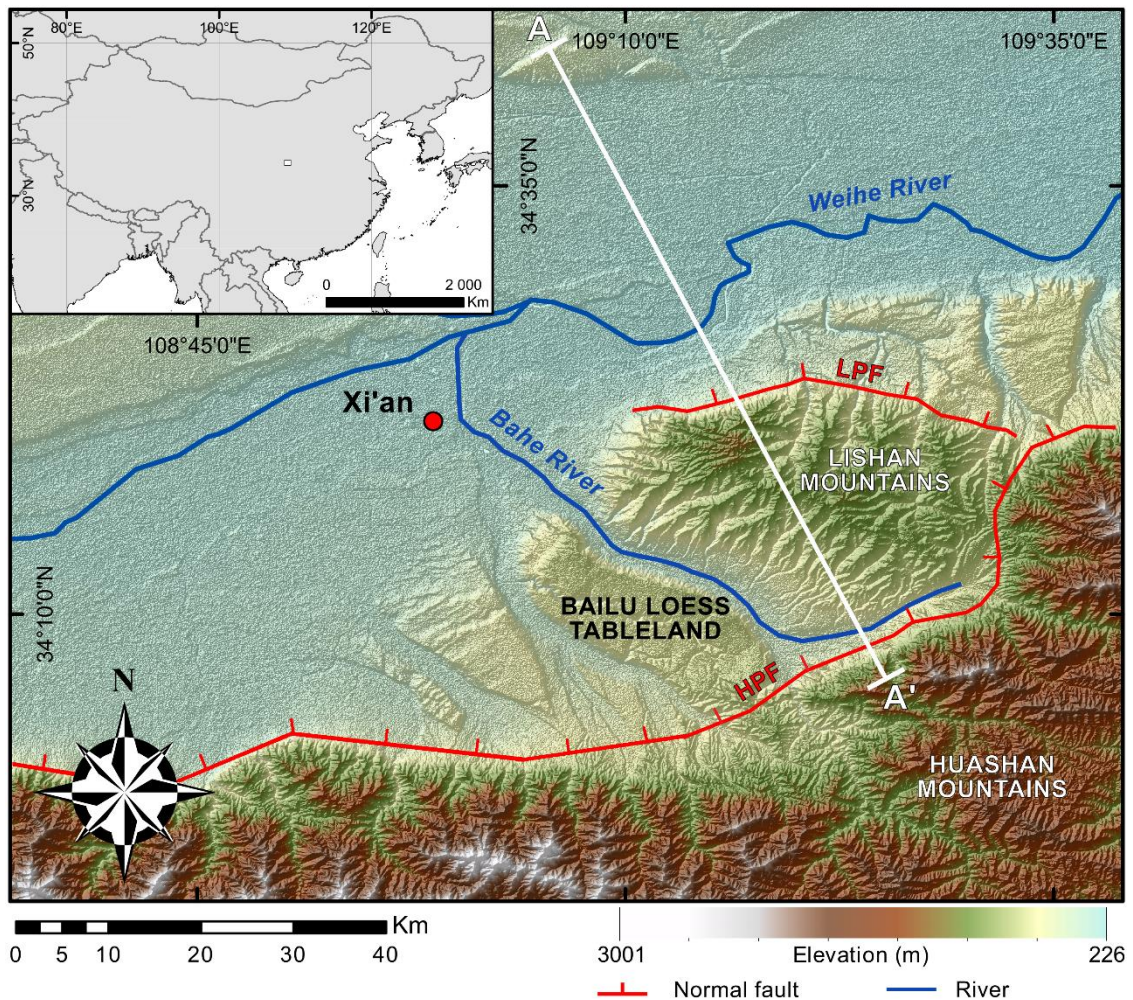 80°E
100°E
120°E
50°N
30°N
0
2 000
Km
A
109°10'0"E
109°35'0"E
34°35'0"N
Weihe River
108°45'0"E
LPF
Xi'an
Bahe River
LISHAN
MOUNTAINS
34°10'0"N
BAILU LOESS
TABLELAND
HPF
A'
N
HUASHAN
MOUNTAINS
Km
0 5 10 20 30 40
3001 Elevation (m) 226
Normal fault
River